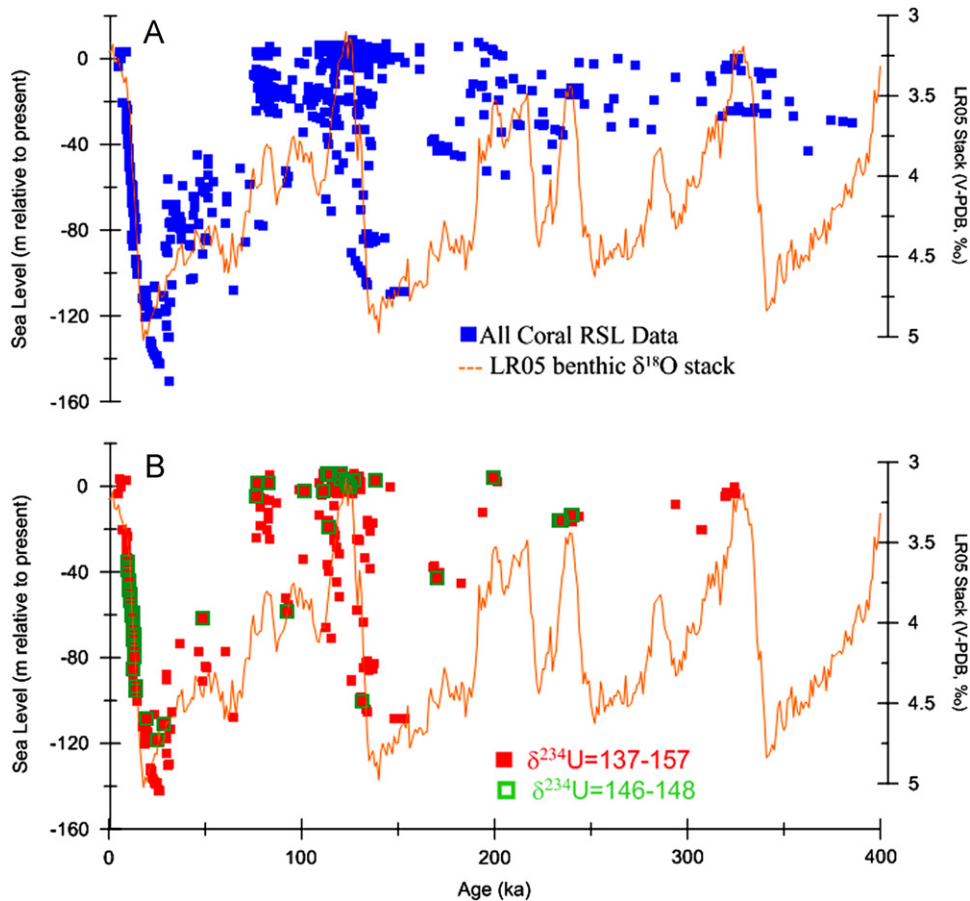 A
0
-40
-80
-120
-160
Sea Level (m relative to present)
3
3.5
4
4.5
5
LR05 Stack (V-PDB, ‰)
All Coral RSL Data
LR05 benthic δ¹⁸O stack
B
0
-40
-80
-120
-160
Sea Level (m relative to present)
3
3.5
4
4.5
5
LR05 Stack (V-PDB, ‰)
δ²³⁴U=137-157
δ²³⁴U=146-148
0 100 200 300 400
Age (ka)